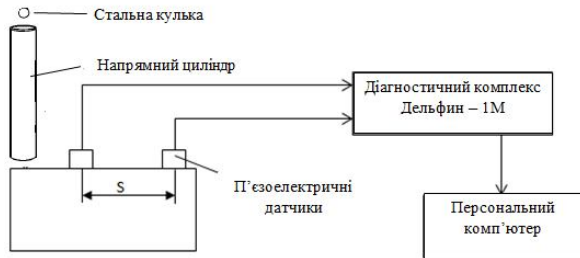 Стальна кулька
Напрямний циліндр
Діагностичний комплекс
Дельфин – 1М
S
П’єзоелектричні
датчики
Персональний
комп’ютер